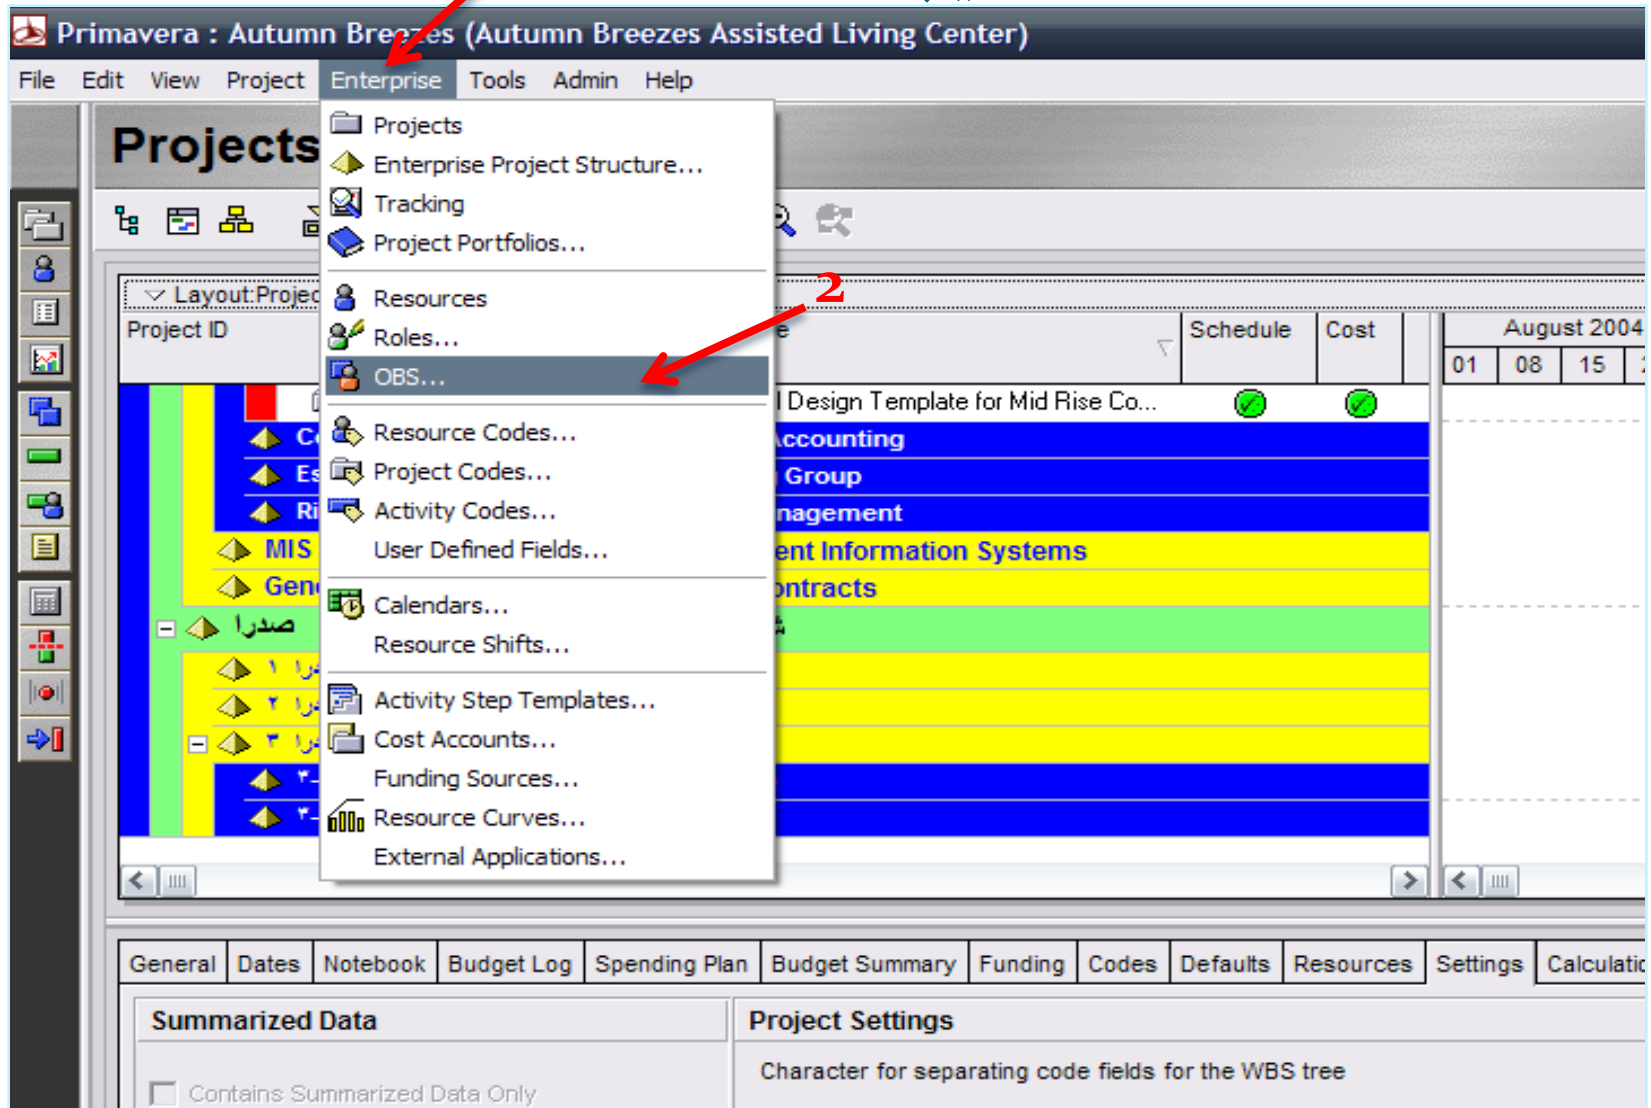 Primavera : Autumn Breezes (Autumn Breezes Assisted Living Center)
File Edit View Project Enterprise Tools Admin Help
Projects
Projects
Enterprise Project Structure...
Tracking
Project Portfolios...
Resources
Roles...
OBS...
Resource Codes...
Project Codes...
Activity Codes...
User Defined Fields...
Calendars...
Resource Shifts...
Activity Step Templates...
Cost Accounts...
Funding Sources...
Resource Curves...
External Applications...
2
Layout:Projec
Project ID
Schedule Cost
August 2004
01 08 15
Design Template for Mid Rise Co...
Accounting
Group
MIS
Information Systems
صدرا
۱
۲
۳
General Dates Notebook Budget Log Spending Plan Budget Summary Funding Codes Defaults Resources Settings Calculatio
Summarized Data
Contains Summarized Data Only
Project Settings
Character for separating code fields for the WBS tree